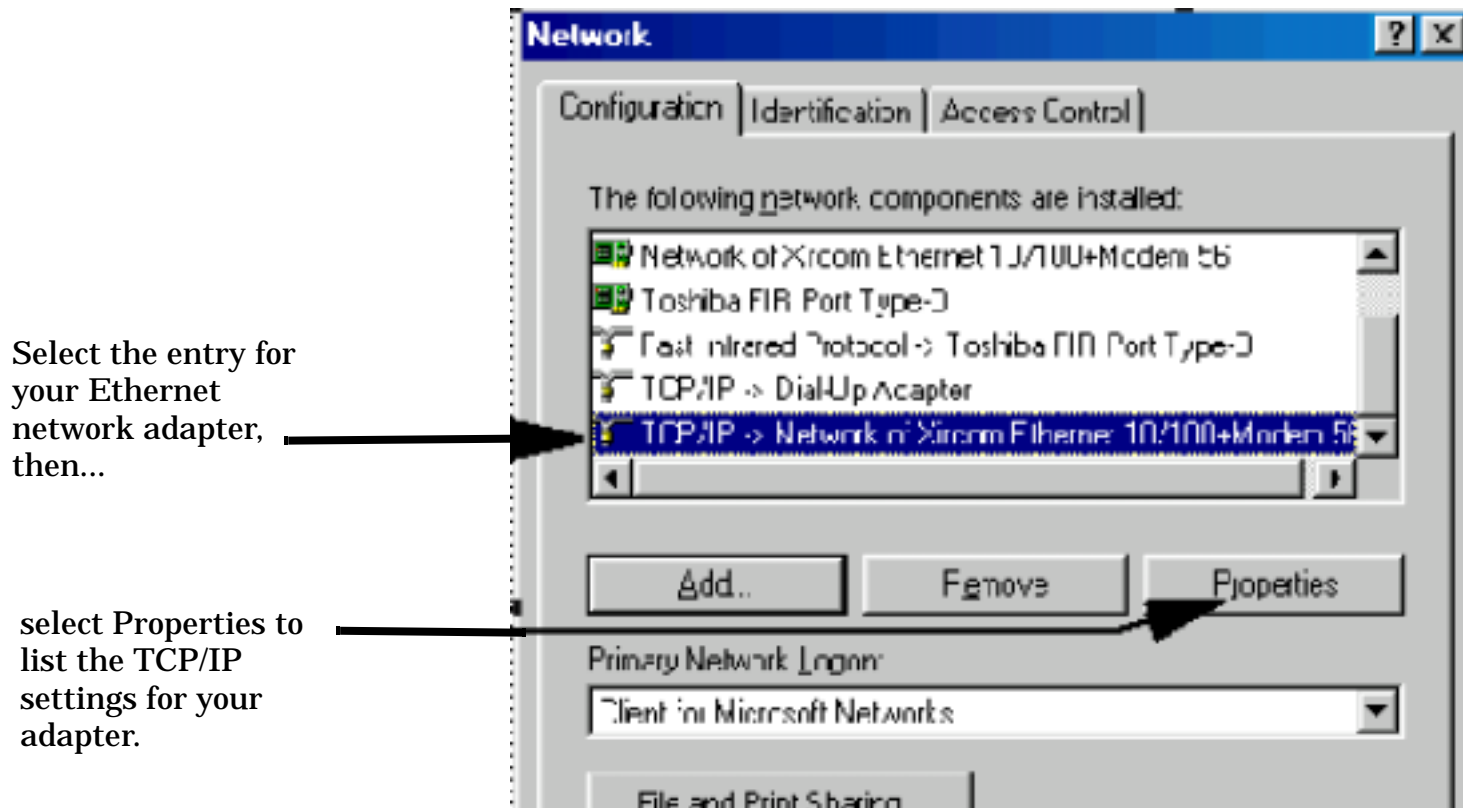 Network
Configuration
Identification
Access Control
The following network components are installed:
Network of Xircom Ethernet 10/100+Modem 56
Toshiba FIR Port Type-D
Fast Infrared Protocol -> Toshiba FIR Port Type-D
TCP/IP -> Dial-Up Adapter
TCP/IP -> Network of Xircom Ethernet 10/100+Modem 56
Select the entry for
your Ethernet
network adapter,
then...
Add...
Remove
Properties
select Properties to
list the TCP/IP
settings for your
adapter.
Primary Network Logon:
Client for Microsoft Networks
File and Print Sharing...